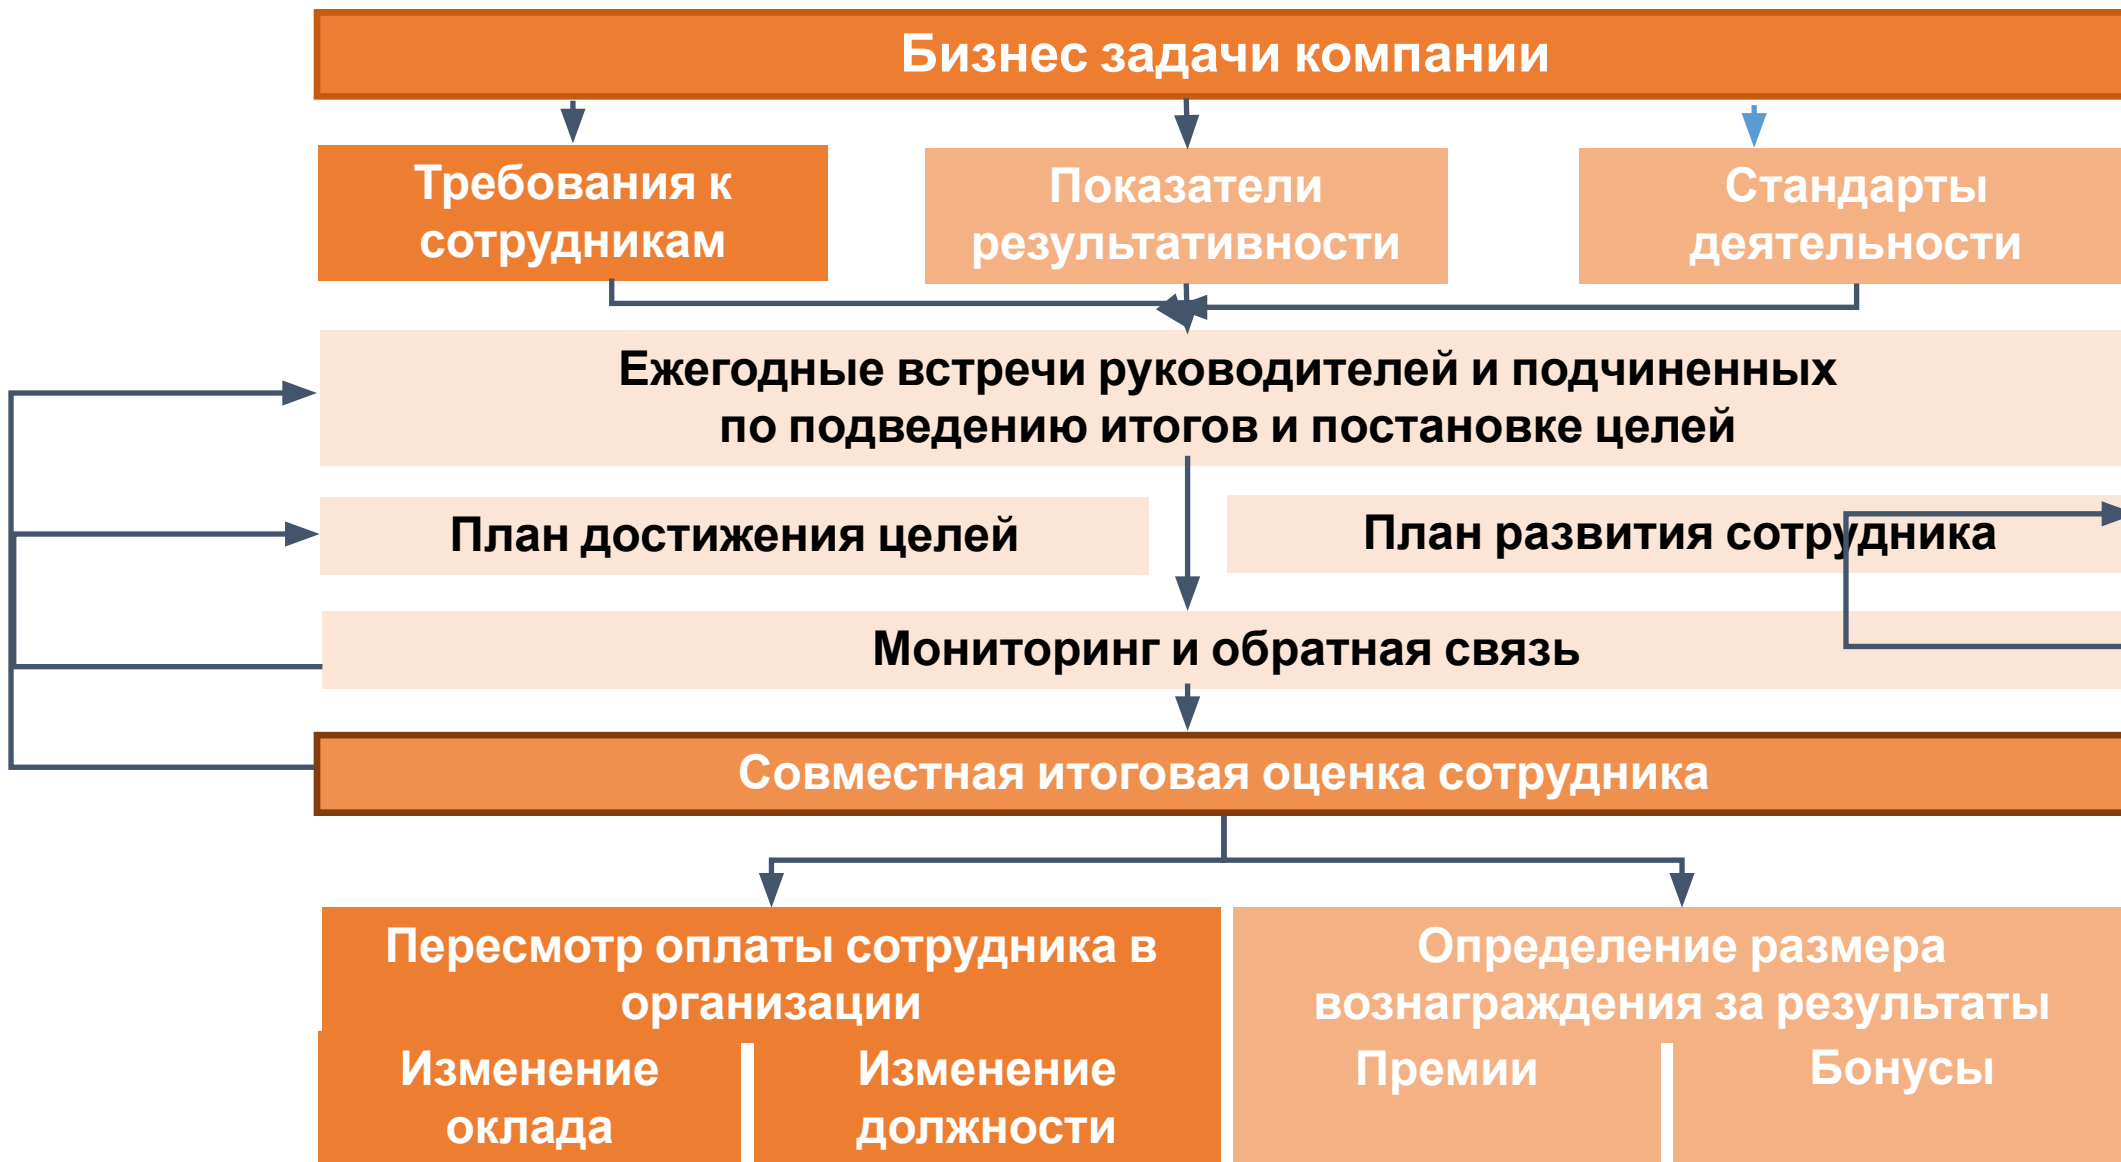 Бизнес задачи компании
Требования к
сотрудникам
Показатели
результативности
Стандарты
деятельности
Ежегодные встречи руководителей и подчиненных
по подведению итогов и постановке целей
План достижения целей
План развития сотрудника
Мониторинг и обратная связь
Совместная итоговая оценка сотрудника
Пересмотр оплаты сотрудника в
организации
Изменение
оклада
Изменение
должности
Определение размера
вознаграждения за результаты
Премии
Бонусы